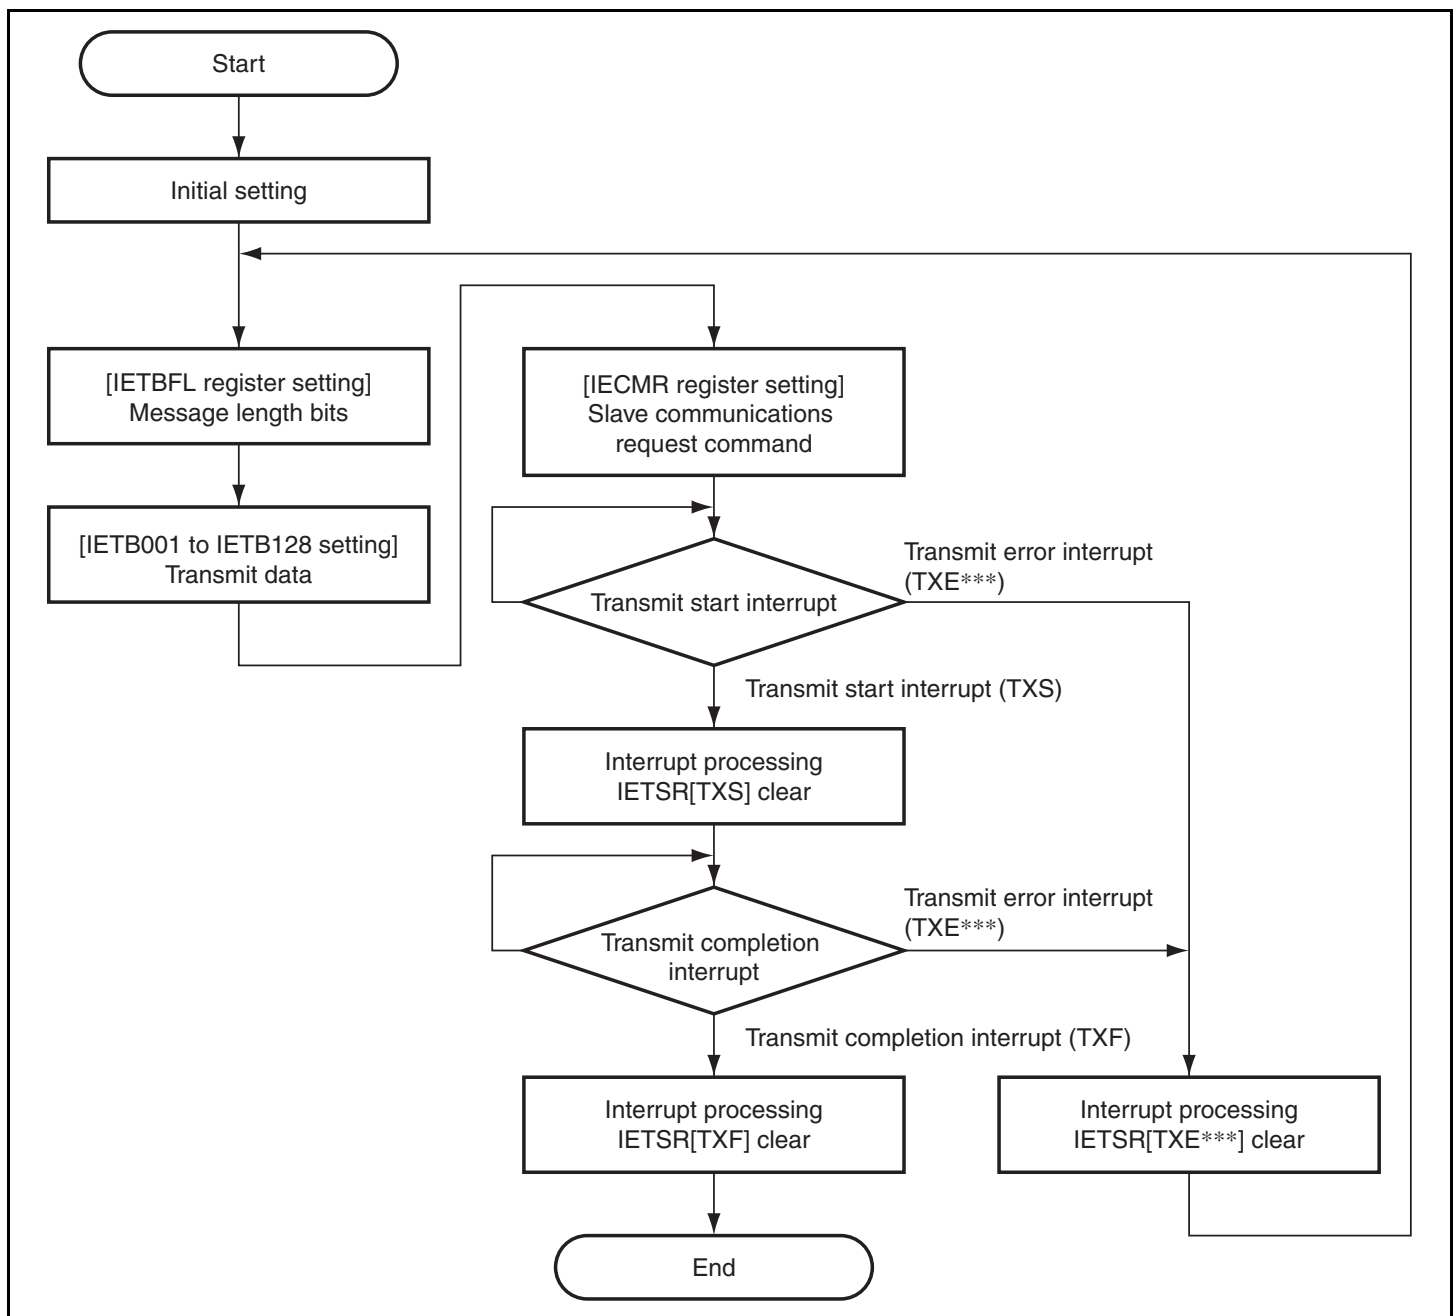 Start
Initial setting
[IETBFL register setting]
Message length bits
[IETB001 to IETB128 setting]
Transmit data
[IECMR register setting]
Slave communications
request command
Transmit start interrupt
Transmit error interrupt
(TXE***)
Transmit start interrupt (TXS)
Interrupt processing
IETSR[TXS] clear
Transmit completion
interrupt
Transmit error interrupt
(TXE***)
Transmit completion interrupt (TXF)
Interrupt processing
IETSR[TXF] clear
Interrupt processing
IETSR[TXE***] clear
End